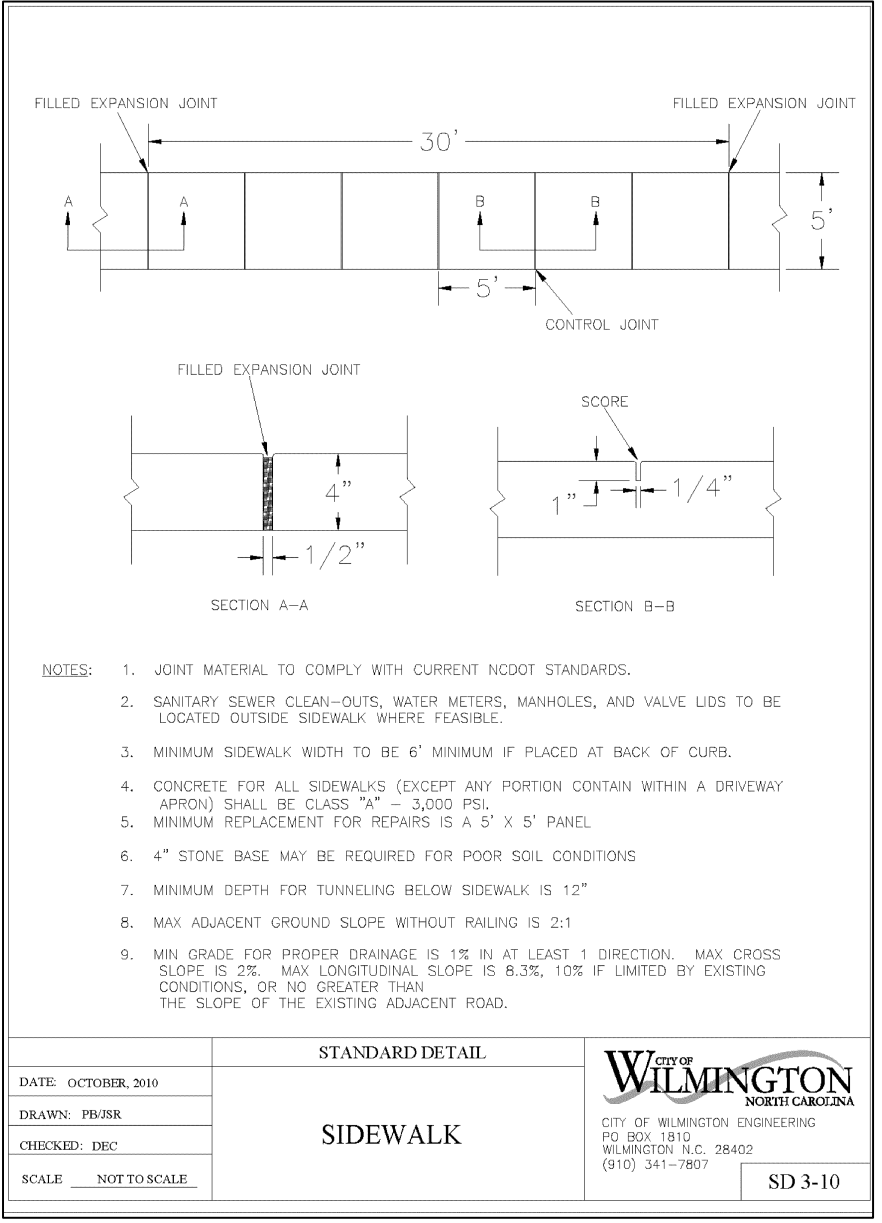 FILLED EXPANSION JOINT
FILLED EXPANSION JOINT
30'
A
A
B
B
5'
5'
CONTROL JOINT
FILLED EXPANSION JOINT
SCORE
4"
1"
1/4"
1/2"
SECTION A-A
SECTION B-B
NOTES:
1. JOINT MATERIAL TO COMPLY WITH CURRENT NCDOT STANDARDS.
2. SANITARY SEWER CLEAN-OUTS, WATER METERS, MANHOLES, AND VALVE LIDS TO BE
LOCATED OUTSIDE SIDEWALK WHERE FEASIBLE.
3. MINIMUM SIDEWALK WIDTH TO BE 6' MINIMUM IF PLACED AT BACK OF CURB.
4. CONCRETE FOR ALL SIDEWALKS (EXCEPT ANY PORTION CONTAIN WITHIN A DRIVEWAY
APRON) SHALL BE CLASS "A" - 3,000 PSI.
5. MINIMUM REPLACEMENT FOR REPAIRS IS A 5' X 5' PANEL
6. 4" STONE BASE MAY BE REQUIRED FOR POOR SOIL CONDITIONS
7. MINIMUM DEPTH FOR TUNNELING BELOW SIDEWALK IS 12"
8. MAX ADJACENT GROUND SLOPE WITHOUT RAILING IS 2:1
9. MIN GRADE FOR PROPER DRAINAGE IS 1% IN AT LEAST 1 DIRECTION. MAX CROSS
SLOPE IS 2%. MAX LONGITUDINAL SLOPE IS 8.3%, 10% IF LIMITED BY EXISTING
CONDITIONS, OR NO GREATER THAN
THE SLOPE OF THE EXISTING ADJACENT ROAD.
STANDARD DETAIL
SIDEWALK
DATE: OCTOBER, 2010
DRAWN: PB/JSR
CHECKED: DEC
SCALE NOT TO SCALE
CITY OF
WILMINGTON
NORTH CAROLINA
CITY OF WILMINGTON ENGINEERING
PO BOX 1810
WILMINGTON N.C. 28402
(910) 341-7807
SD 3-10